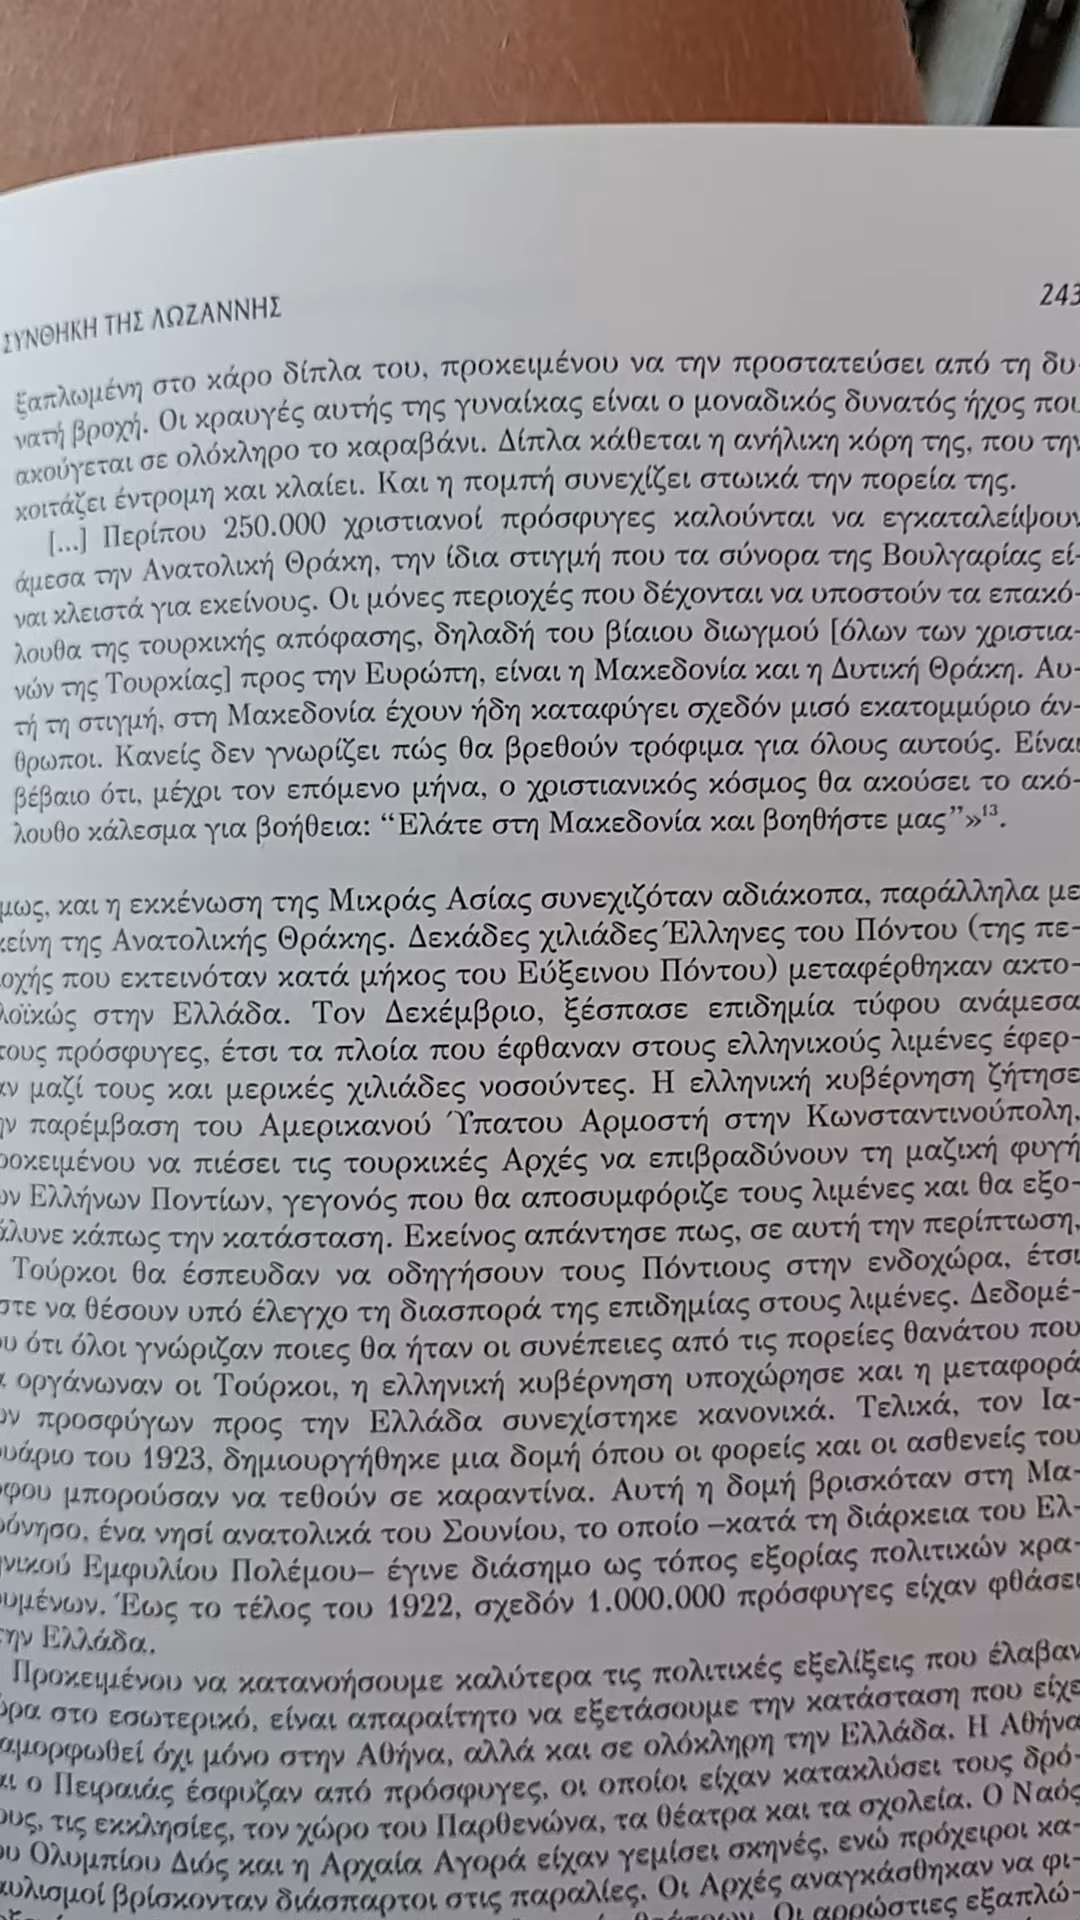 ΣΥΝΘΗΚΗ ΤΗΣ ΛΩΖΑΝΝΗΣ
243
ξαπλωμένη στο κάρο δίπλα του, προκειμένου να την προστατεύσει από τη δυ-
νατή βροχή. Οι κραυγές αυτής της γυναίκας είναι ο μοναδικός δυνατός ήχος που
ακούγεται σε ολόκληρο το καραβάνι. Δίπλα κάθεται η ανήλικη κόρη της, που την
κοιτάζει έντρομη και κλαίει. Και η πομπή συνεχίζει στωικά την πορεία της.
[...] Περίπου 250.000 χριστιανοί πρόσφυγες καλούνται να εγκαταλείψουν
άμεσα την Ανατολική Θράκη, την ίδια στιγμή που τα σύνορα της Βουλγαρίας εί-
ναι κλειστά για εκείνους. Οι μόνες περιοχές που δέχονται να υποστούν τα επακό-
λουθα της τουρκικής απόφασης, δηλαδή του βίαιου διωγμού [όλων των χριστια-
νών της Τουρκίας] προς την Ευρώπη, είναι η Μακεδονία και η Δυτική Θράκη. Αυ-
τή τη στιγμή, στη Μακεδονία έχουν ήδη καταφύγει σχεδόν μισό εκατομμύριο άν-
θρωποι. Κανείς δεν γνωρίζει πώς θα βρεθούν τρόφιμα για όλους αυτούς. Είναι
βέβαιο ότι, μέχρι τον επόμενο μήνα, ο χριστιανικός κόσμος θα ακούσει το ακό-
λουθο κάλεσμα για βοήθεια: “Ελάτε στη Μακεδονία και βοηθήστε μας”»¹³.
μως, και η εκκένωση της Μικράς Ασίας συνεχιζόταν αδιάκοπα, παράλληλα με
κείνη της Ανατολικής Θράκης. Δεκάδες χιλιάδες Έλληνες του Πόντου (της πε-
οχής που εκτεινόταν κατά μήκος του Εύξεινου Πόντου) μεταφέρθηκαν ακτο-
λοϊκώς στην Ελλάδα. Τον Δεκέμβριο, ξέσπασε επιδημία τύφου ανάμεσα
τους πρόσφυγες, έτσι τα πλοία που έφθαναν στους ελληνικούς λιμένες έφερ-
αν μαζί τους και μερικές χιλιάδες νοσούντες. Η ελληνική κυβέρνηση ζήτησε
ην παρέμβαση του Αμερικανού Ύπατου Αρμοστή στην Κωνσταντινούπολη,
ροκειμένου να πιέσει τις τουρκικές Αρχές να επιβραδύνουν τη μαζική φυγή
ων Ελλήνων Ποντίων, γεγονός που θα αποσυμφόριζε τους λιμένες και θα εξο-
άλυνε κάπως την κατάσταση. Εκείνος απάντησε πως, σε αυτή την περίπτωση,
Τούρκοι θα έσπευδαν να οδηγήσουν τους Πόντιους στην ενδοχώρα, έτσι
στε να θέσουν υπό έλεγχο τη διασπορά της επιδημίας στους λιμένες. Δεδομέ-
ου ότι όλοι γνώριζαν ποιες θα ήταν οι συνέπειες από τις πορείες θανάτου που
α οργάνωναν οι Τούρκοι, η ελληνική κυβέρνηση υποχώρησε και η μεταφορά
ων προσφύγων προς την Ελλάδα συνεχίστηκε κανονικά. Τελικά, τον Ια-
ουάριο του 1923, δημιουργήθηκε μια δομή όπου οι φορείς και οι ασθενείς του
ύφου μπορούσαν να τεθούν σε καραντίνα. Αυτή η δομή βρισκόταν στη Μα-
ρόνησο, ένα νησί ανατολικά του Σουνίου, το οποίο –κατά τη διάρκεια του Ελ-
ηνικού Εμφυλίου Πολέμου– έγινε διάσημο ως τόπος εξορίας πολιτικών κρα-
ουμένων. Έως το τέλος του 1922, σχεδόν 1.000.000 πρόσφυγες είχαν φθάσει
την Ελλάδα.
Προκειμένου να κατανοήσουμε καλύτερα τις πολιτικές εξελίξεις που έλαβαν
ώρα στο εσωτερικό, είναι απαραίτητο να εξετάσουμε την κατάσταση που είχε
αμορφωθεί όχι μόνο στην Αθήνα, αλλά και σε ολόκληρη την Ελλάδα. Η Αθήνα
αι ο Πειραιάς έσφυζαν από πρόσφυγες, οι οποίοι είχαν κατακλύσει τους δρό-
ους, τις εκκλησίες, τον χώρο του Παρθενώνα, τα θέατρα και τα σχολεία. Ο Ναός
ου Ολυμπίου Διός και η Αρχαία Αγορά είχαν γεμίσει σκηνές, ενώ πρόχειροι κα-
αυλισμοί βρίσκονταν διάσπαρτοι στις παραλίες. Οι Αρχές αναγκάσθηκαν να φι-
Οι αρρώστιες εξαπλώ-